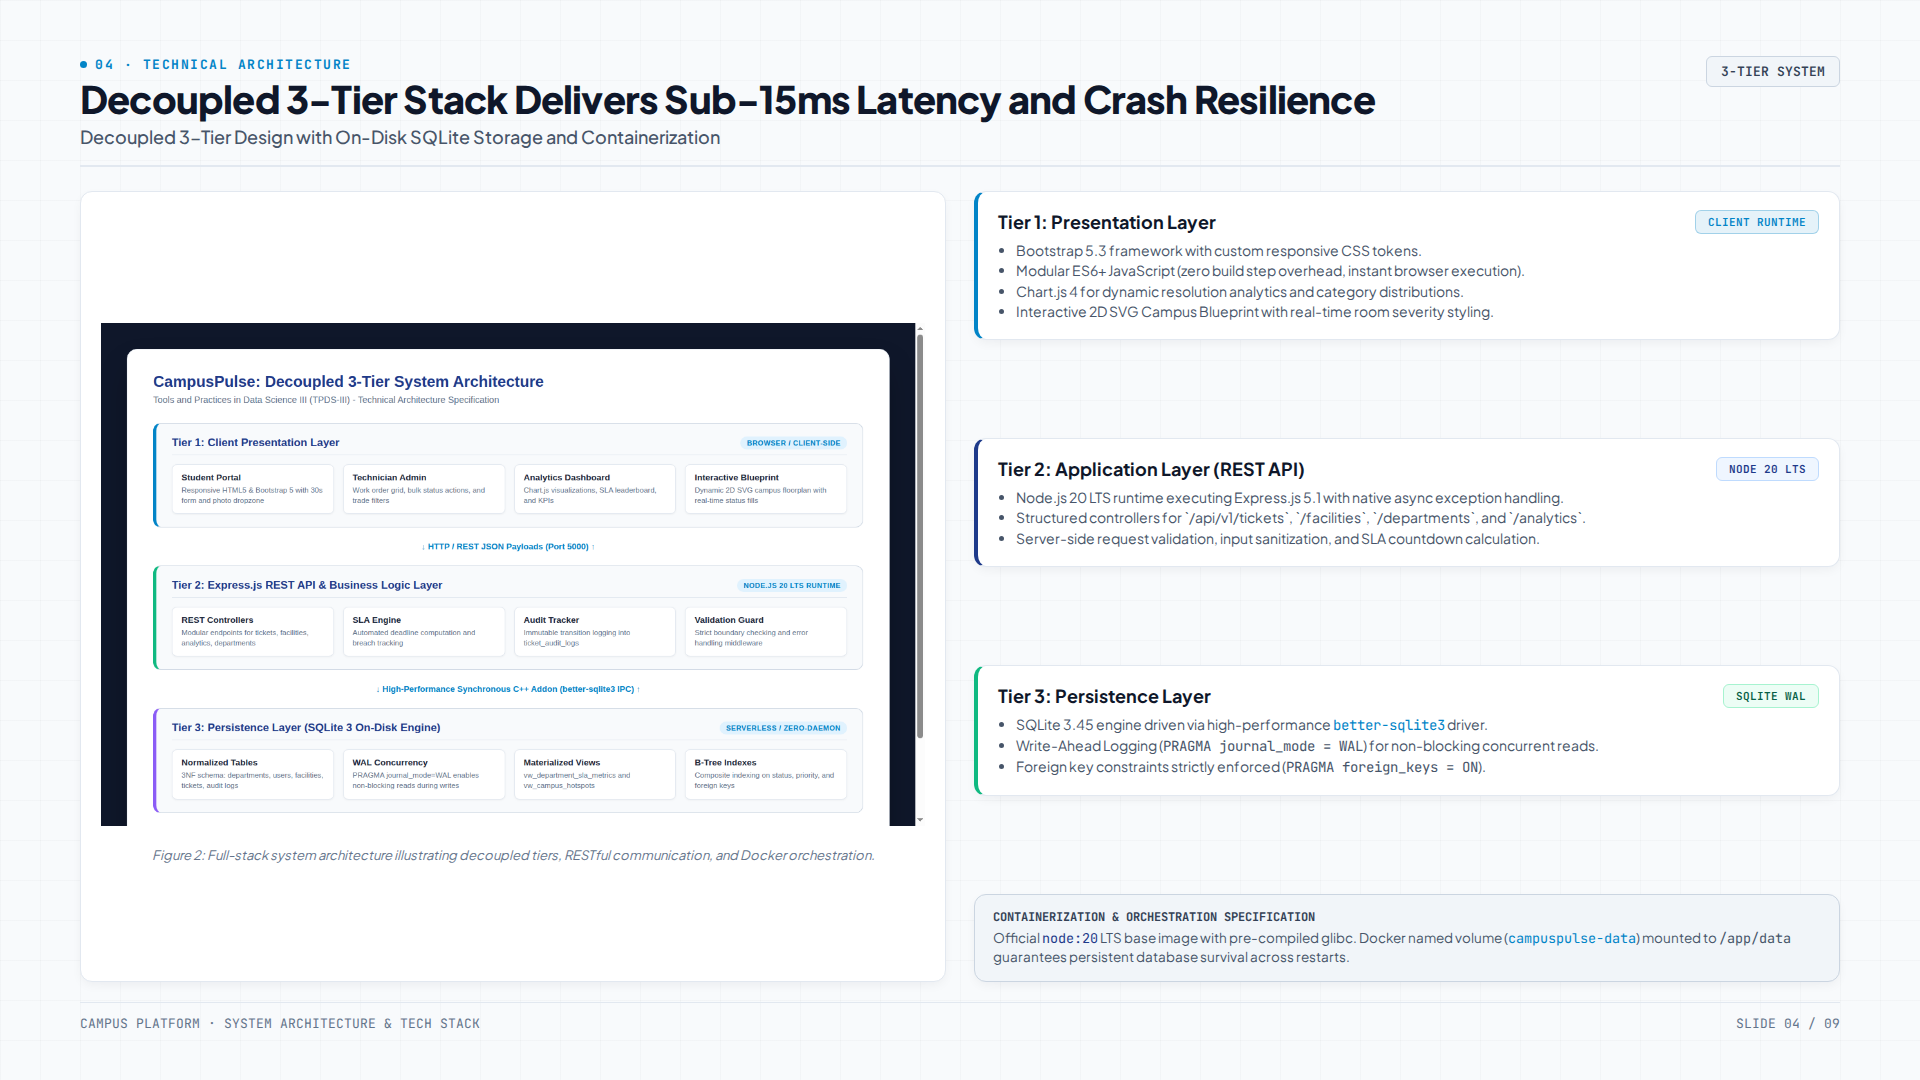 04 · TECHNICAL ARCHITECTURE
3-TIER SYSTEM
Decoupled 3-Tier Stack Delivers Sub-15ms Latency and Crash Resilience
Decoupled 3-Tier Design with On-Disk SQLite Storage and Containerization
CampusPulse: Decoupled 3-Tier System Architecture
Tools and Practices in Data Science III (TPDS-III) - Technical Architecture Specification
Tier 1: Client Presentation Layer
BROWSER / CLIENT-SIDE
Student Portal
Responsive HTML5 & Bootstrap 5 with 30s
form and photo dropzone
Technician Admin
Work order grid, bulk status actions, and
trade filters
Analytics Dashboard
Chart.js visualizations, SLA leaderboard,
and KPIs
Interactive Blueprint
Dynamic 2D SVG campus floorplan with
real-time status fills
↓ HTTP / REST JSON Payloads (Port 5000) ↑
Tier 2: Express.js REST API & Business Logic Layer
NODE.JS 20 LTS RUNTIME
REST Controllers
Modular endpoints for tickets, facilities,
analytics, departments
SLA Engine
Automated deadline computation and
breach tracking
Audit Tracker
Immutable transition logging into
ticket_audit_logs
Validation Guard
Strict boundary checking and error
handling middleware
↓ High-Performance Synchronous C++ Addon (better-sqlite3 IPC) ↑
Tier 3: Persistence Layer (SQLite 3 On-Disk Engine)
SERVERLESS / ZERO-DAEMON
Normalized Tables
3NF schema: departments, users, facilities,
tickets, audit logs
WAL Concurrency
PRAGMA journal_mode=WAL enables
non-blocking reads during writes
Materialized Views
vw_department_sla_metrics and
vw_campus_hotspots
B-Tree Indexes
Composite indexing on status, priority, and
foreign keys
Figure 2: Full-stack system architecture illustrating decoupled tiers, RESTful communication, and Docker orchestration.
Tier 1: Presentation Layer
CLIENT RUNTIME
• Bootstrap 5.3 framework with custom responsive CSS tokens.
• Modular ES6+ JavaScript (zero build step overhead, instant browser execution).
• Chart.js 4 for dynamic resolution analytics and category distributions.
• Interactive 2D SVG Campus Blueprint with real-time room severity styling.
Tier 2: Application Layer (REST API)
NODE 20 LTS
• Node.js 20 LTS runtime executing Express.js 5.1 with native async exception handling.
• Structured controllers for `/api/v1/tickets`, `/facilities`, `/departments`, and `/analytics`.
• Server-side request validation, input sanitization, and SLA countdown calculation.
Tier 3: Persistence Layer
SQLITE WAL
• SQLite 3.45 engine driven via high-performance better-sqlite3 driver.
• Write-Ahead Logging (PRAGMA journal_mode = WAL) for non-blocking concurrent reads.
• Foreign key constraints strictly enforced (PRAGMA foreign_keys = ON).
CONTAINERIZATION & ORCHESTRATION SPECIFICATION
Official node:20 LTS base image with pre-compiled glibc. Docker named volume (campuspulse-data) mounted to /app/data
guarantees persistent database survival across restarts.
CAMPUS PLATFORM · SYSTEM ARCHITECTURE & TECH STACK
SLIDE 04 / 09